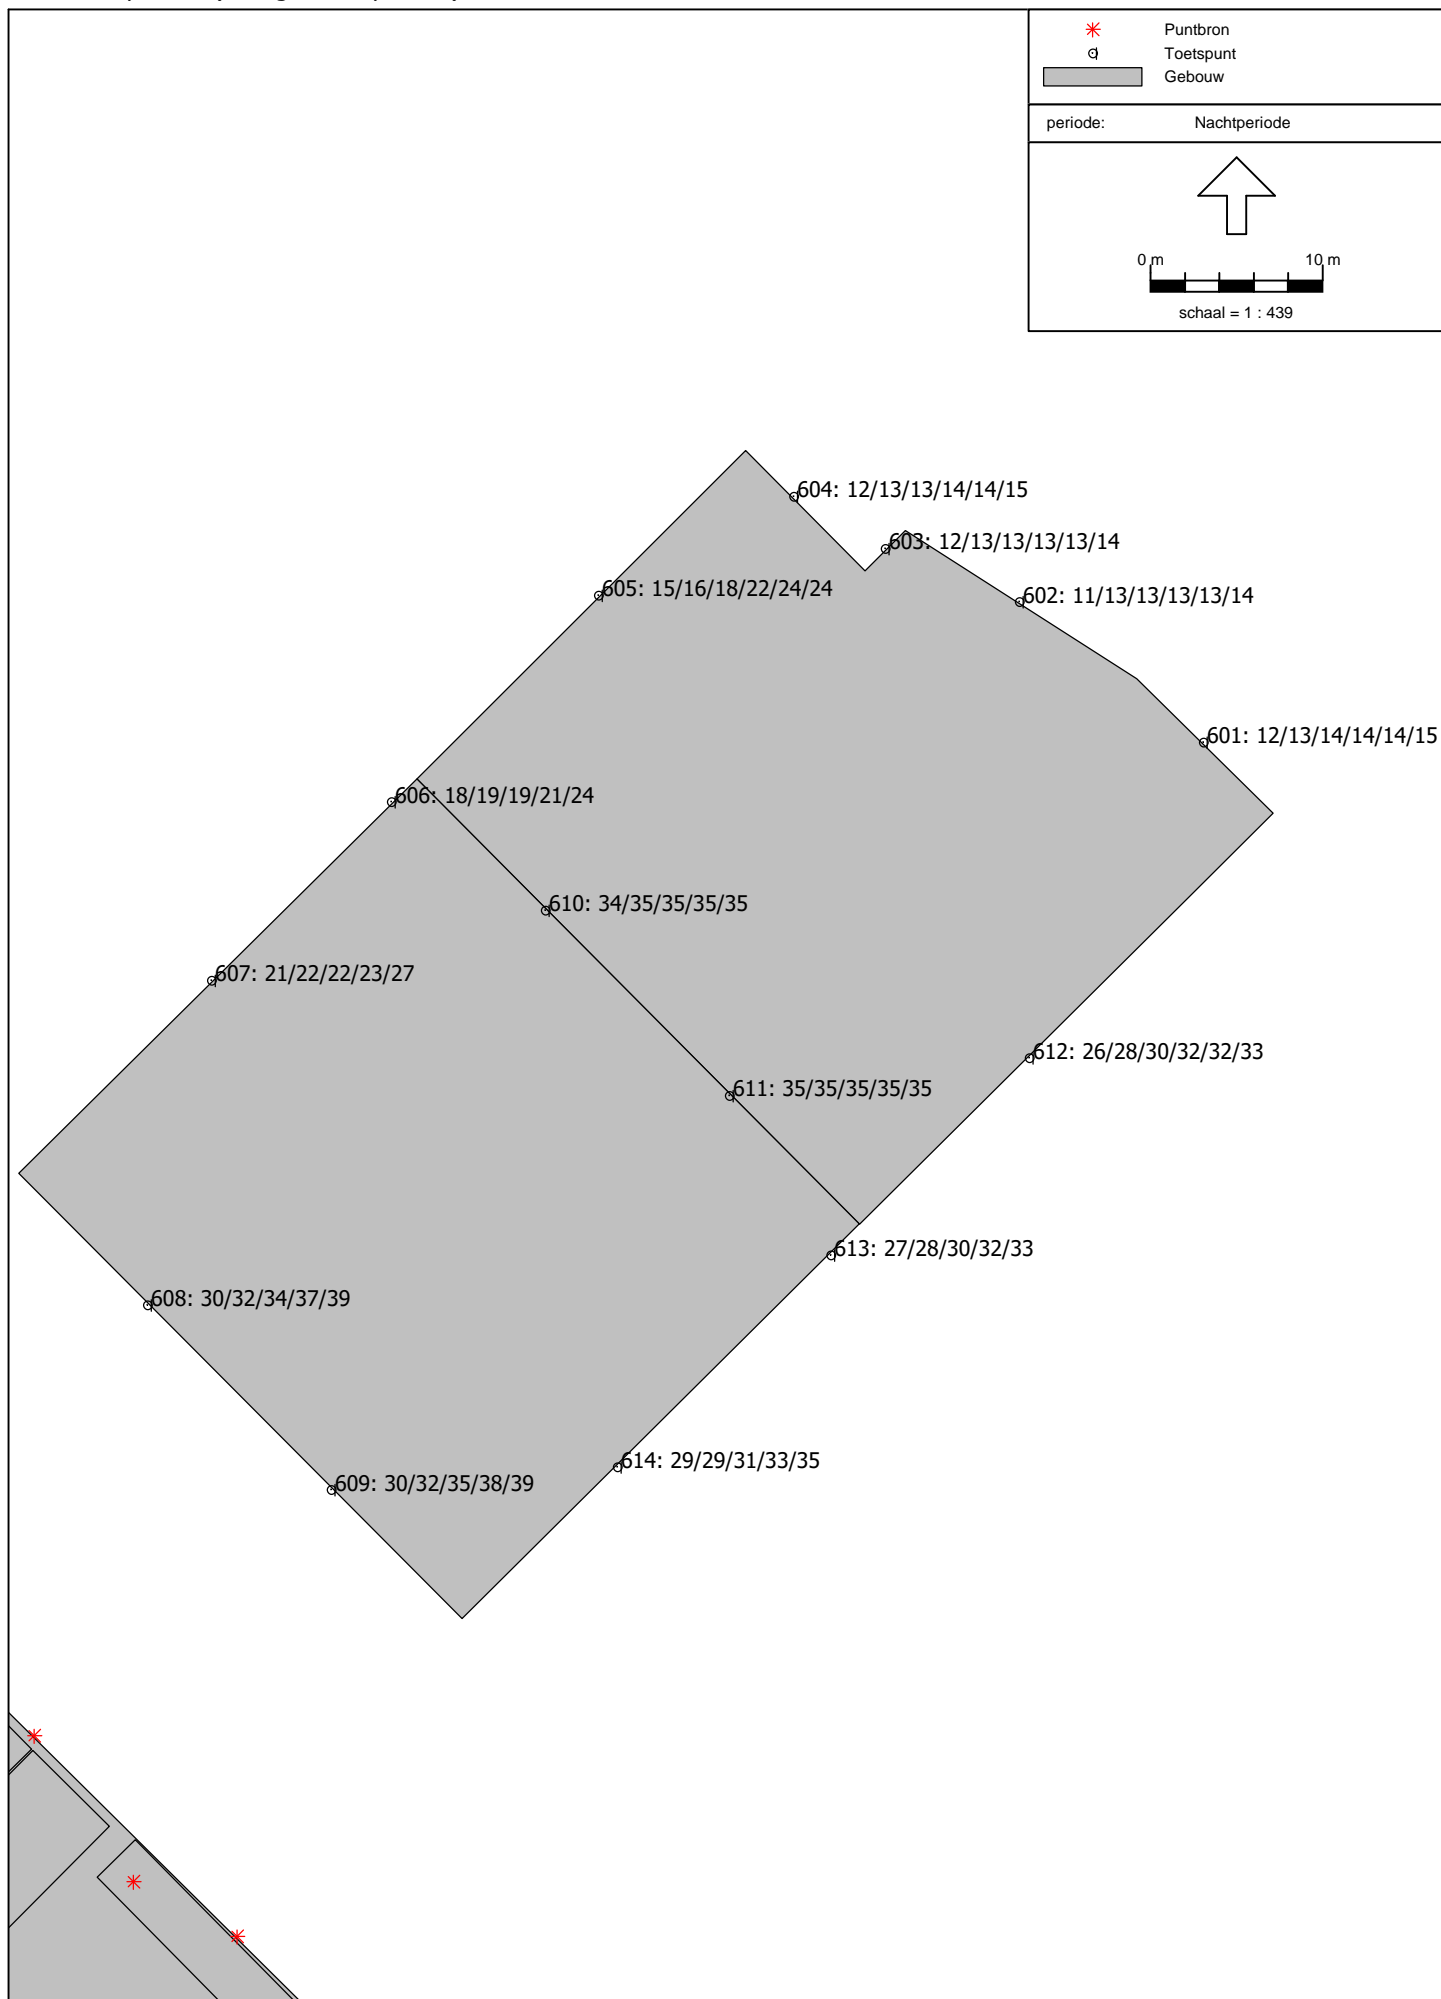 Puntbron
Toetspunt
Gebouw
periode: Nachtperiode
0 m 10 m
schaal = 1 : 439
604: 12/13/13/14/14/15
603: 12/13/13/13/13/14
605: 15/16/18/22/24/24
602: 11/13/13/13/13/14
601: 12/13/14/14/14/15
606: 18/19/19/21/24
610: 34/35/35/35/35
607: 21/22/22/23/27
612: 26/28/30/32/32/33
611: 35/35/35/35/35
613: 27/28/30/32/33
608: 30/32/34/37/39
614: 29/29/31/33/35
609: 30/32/35/38/39